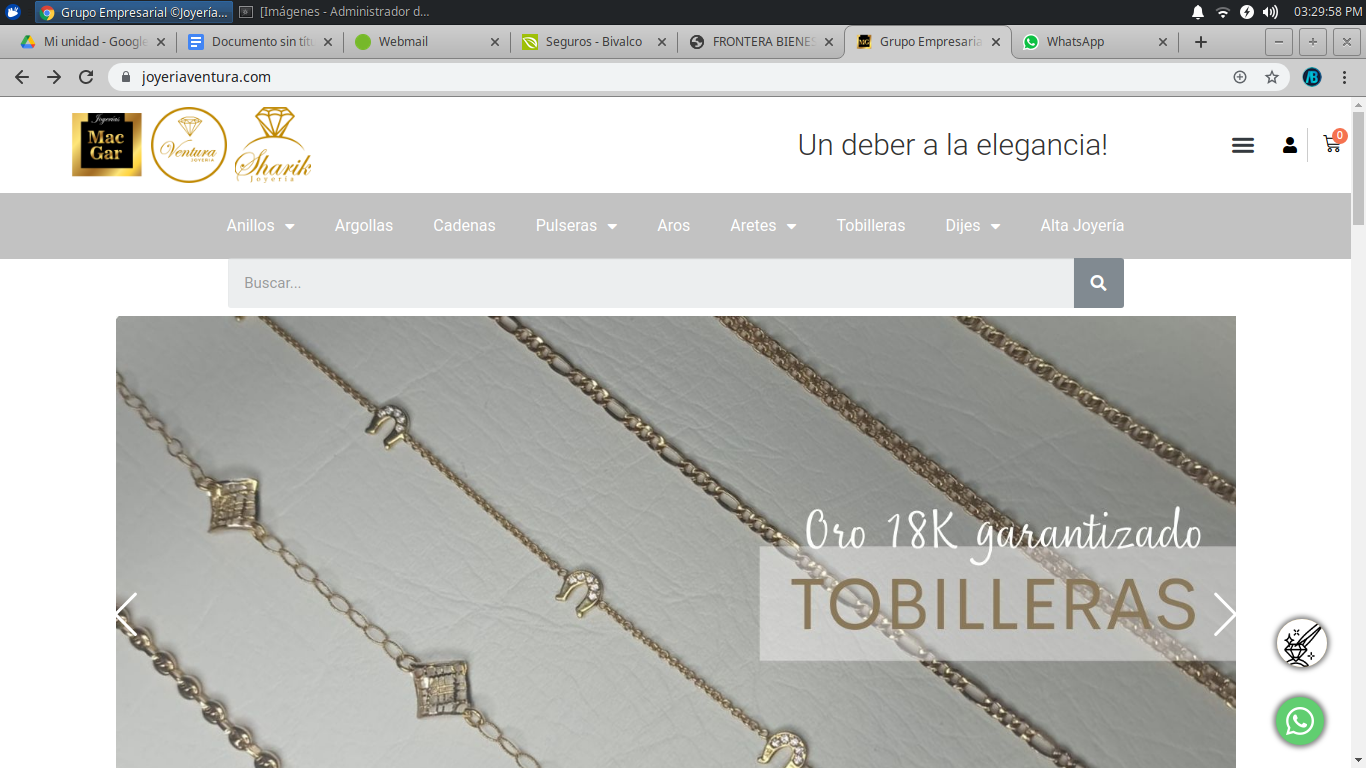 Grupo Empresarial ©Joyería... [Imágenes - Administrador d... 03:29:58 PM
Mi unidad - Google Documento sin títu Webmail Seguros - Bivalco FRONTERA BIENES Grupo Empresaria WhatsApp
joyeriaventura.com
Joyerías
Mac
Gar
Ventura
JOYERÍA
Sharik
Joyería
Un deber a la elegancia!
0
Anillos Argollas Cadenas Pulseras Aros Aretes Tobilleras Dijes Alta Joyería
Buscar...
Oro 18K garantizado
TOBILLERAS